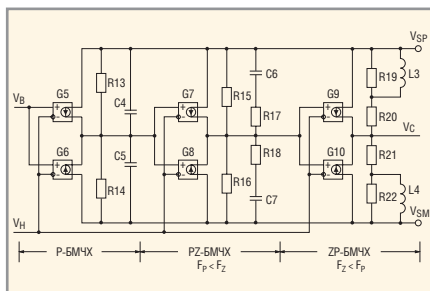 V_SP
G5
R13
C4
G7
C6
G9
R19
L3
V_B
R15
R17
R20
V_C
G6
C5
G8
R18
G10
R21
R14
R16
C7
R22
L4
V_H
V_SM
P-БМЧХ
PZ-БМЧХ
ZP-БМЧХ
F_P < F_Z
F_Z < F_P